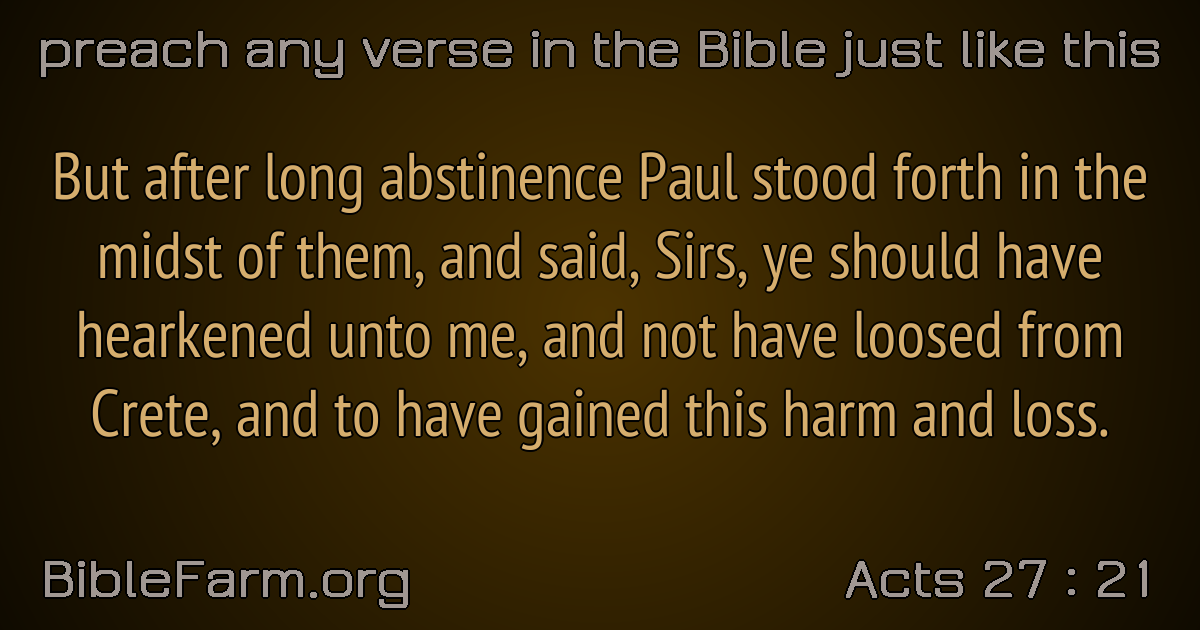 preach any verse in the Bible just like this
But after long abstinence Paul stood forth in the
midst of them, and said, Sirs, ye should have
hearkened unto me, and not have loosed from
Crete, and to have gained this harm and loss.
BibleFarm.org
Acts 27 : 21